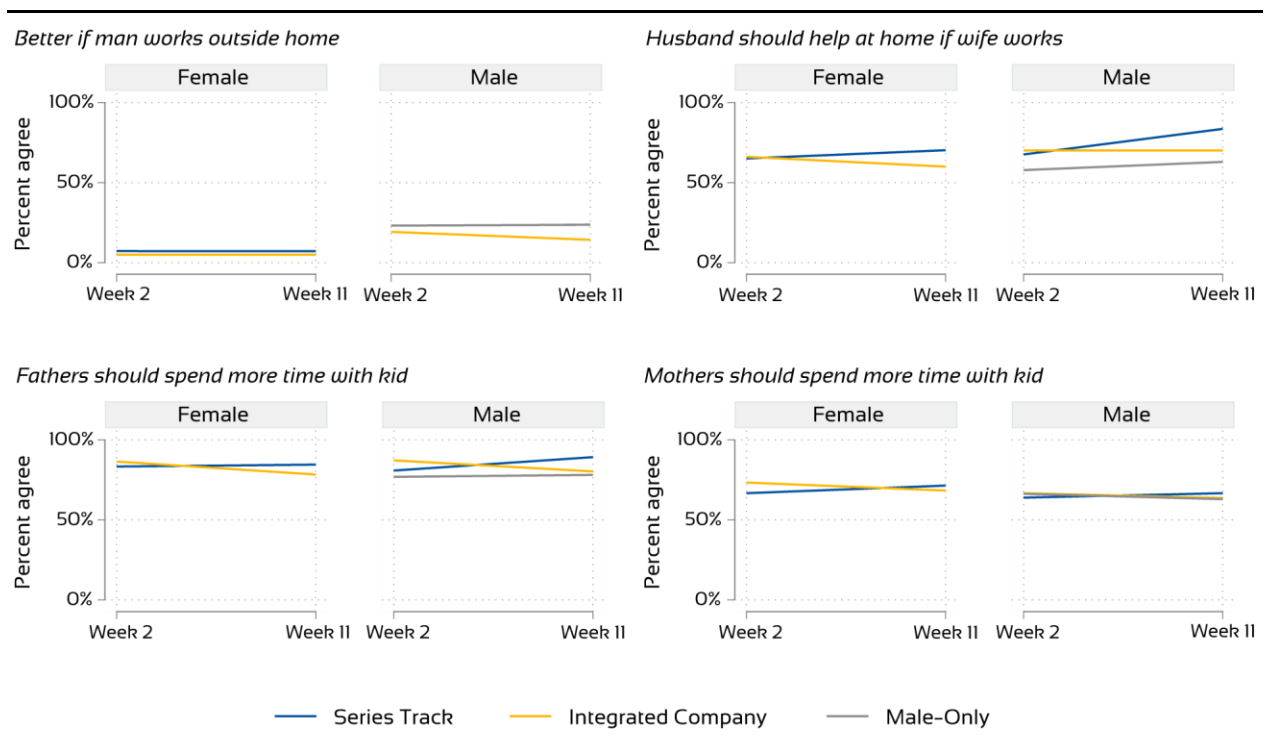 Better if man works outside home
Female
Male
Percent agree
100%
50%
0%
Week 2
Week 11
Week 2
Week 11
Husband should help at home if wife works
Female
Male
Percent agree
100%
50%
0%
Week 2
Week 11
Week 2
Week 11
Fathers should spend more time with kid
Female
Male
Percent agree
100%
50%
0%
Week 2
Week 11
Week 2
Week 11
Mothers should spend more time with kid
Female
Male
Percent agree
100%
50%
0%
Week 2
Week 11
Week 2
Week 11
Series Track
Integrated Company
Male-Only